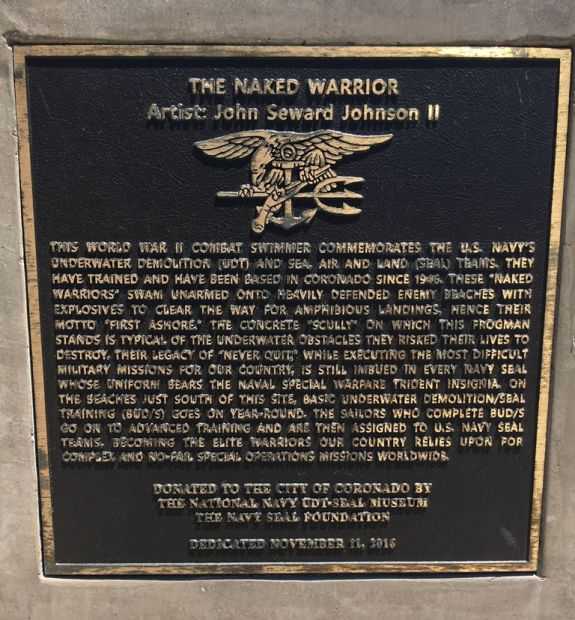 THE NAKED WARRIOR
Artist: John Seward Johnson II
THIS WORLD WAR II COMBAT SWIMMER COMMEMORATES THE U.S. NAVY'S
UNDERWATER DEMOLITION (UDT) AND SEA, AIR AND LAND (SEAL) TEAMS. THEY
HAVE TRAINED AND HAVE BEEN BASED IN CORONADO SINCE 1946. THESE "NAKED
WARRIORS" SWAM UNARMED ONTO HEAVILY DEFENDED ENEMY BEACHES WITH
EXPLOSIVES TO CLEAR THE WAY FOR AMPHIBIOUS LANDINGS, HENCE THEIR
MOTTO "FIRST ASHORE." THE CONCRETE "SCULLY" ON WHICH THIS FROGMAN
STANDS IS TYPICAL OF THE UNDERWATER OBSTACLES THEY RISKED THEIR LIVES TO
DESTROY. THEIR LEGACY OF "NEVER QUIT," WHILE EXECUTING THE MOST DIFFICULT
MILITARY MISSIONS FOR OUR COUNTRY, IS STILL IMBUED IN EVERY NAVY SEAL
WHOSE UNIFORM BEARS THE NAVAL SPECIAL WARFARE TRIDENT INSIGNIA. ON
THE BEACHES JUST SOUTH OF THIS SITE, BASIC UNDERWATER DEMOLITION/SEAL
TRAINING (BUD/S) GOES ON YEAR-ROUND. THE SAILORS WHO COMPLETE BUD/S
GO ON TO ADVANCED TRAINING AND ARE THEN ASSIGNED TO U.S. NAVY SEAL
TEAMS, BECOMING THE ELITE WARRIORS OUR COUNTRY RELIES UPON FOR
COMPLEX AND NO-FAIL SPECIAL OPERATIONS MISSIONS WORLDWIDE.
DONATED TO THE CITY OF CORONADO BY
THE NATIONAL NAVY UDT-SEAL MUSEUM
THE NAVY SEAL FOUNDATION
DEDICATED NOVEMBER 11, 2016